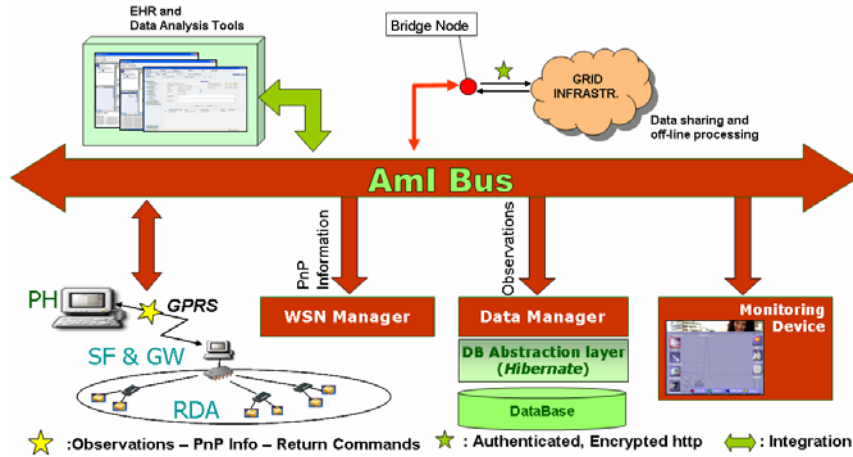 EHR and
Data Analysis Tools
Bridge Node
GRID
INFRASTR.
Data sharing and
off-line processing
AmI Bus
PnP
Information
Observations
PH
GPRS
SF & GW
RDA
WSN Manager
Data Manager
DB Abstraction layer
(Hibernate)
DataBase
Monitoring
Device
:Observations – PnP Info – Return Commands
: Authenticated, Encrypted http
: Integration